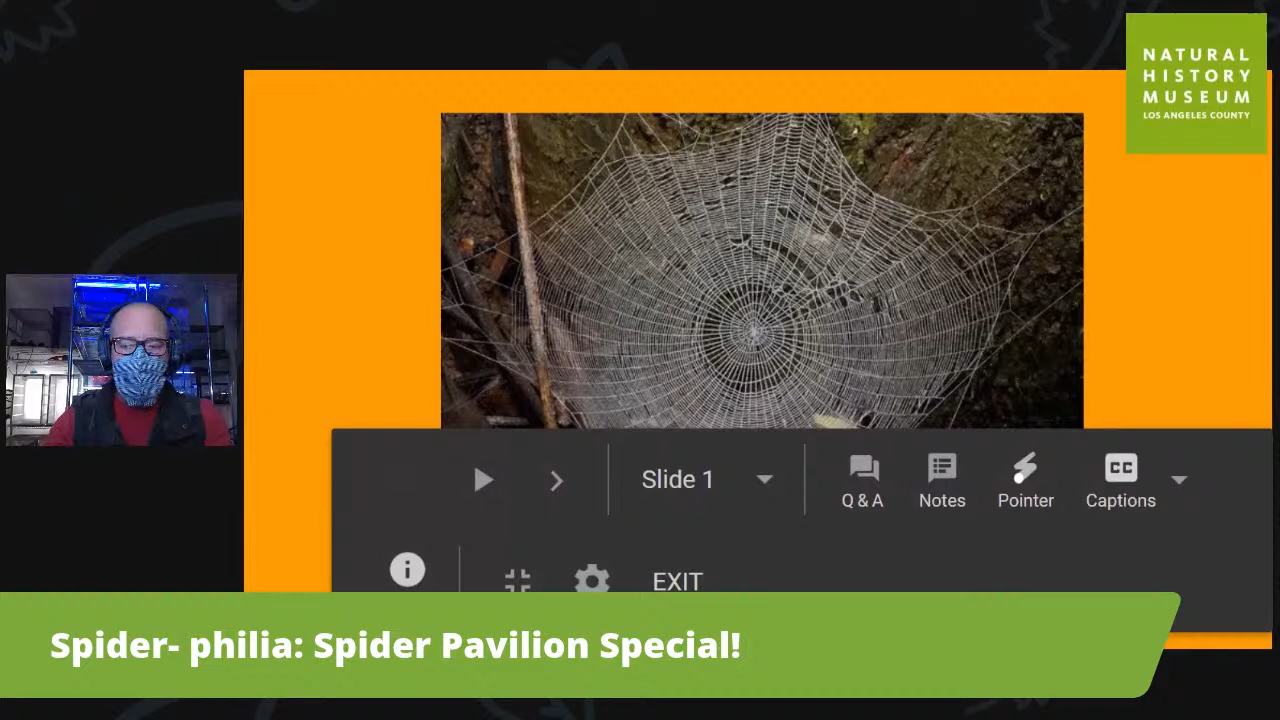 NATURAL
HISTORY
MUSEUM
LOS ANGELES COUNTY
Slide 1
Q & A
Notes
Pointer
CC
Captions
EXIT
Spider- philia: Spider Pavilion Special!